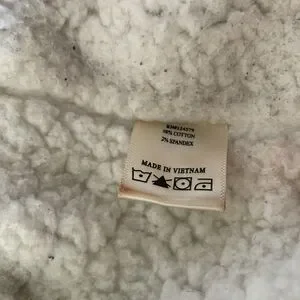 98% COTTON
2% SPANDEX
MADE IN VIETNAM